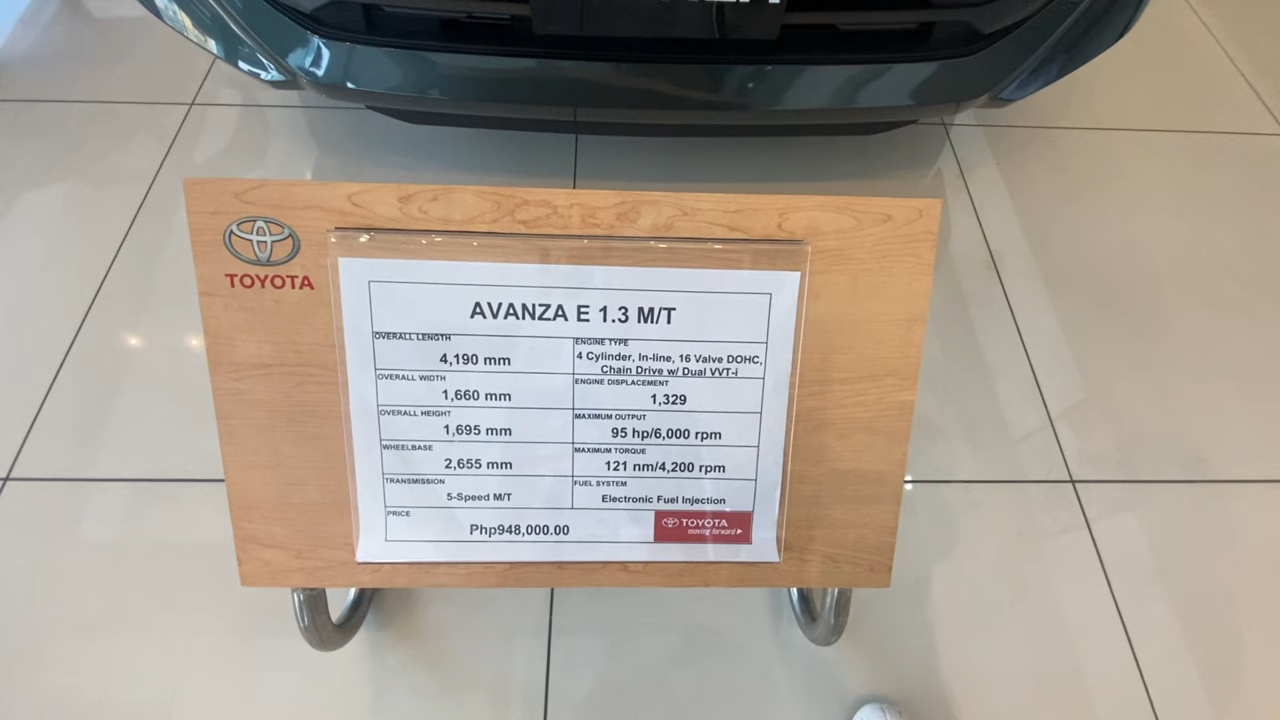 TOYOTA
AVANZA E 1.3 M/T
OVERALL LENGTH
4,190 mm
ENGINE TYPE
4 Cylinder, In-line, 16 Valve DOHC,
Chain Drive w/ Dual VVT-i
OVERALL WIDTH
1,660 mm
ENGINE DISPLACEMENT
1,329
OVERALL HEIGHT
1,695 mm
MAXIMUM OUTPUT
95 hp/6,000 rpm
WHEELBASE
2,655 mm
MAXIMUM TORQUE
121 nm/4,200 rpm
TRANSMISSION
5-Speed M/T
FUEL SYSTEM
Electronic Fuel Injection
PRICE
Php948,000.00
TOYOTA
moving forward